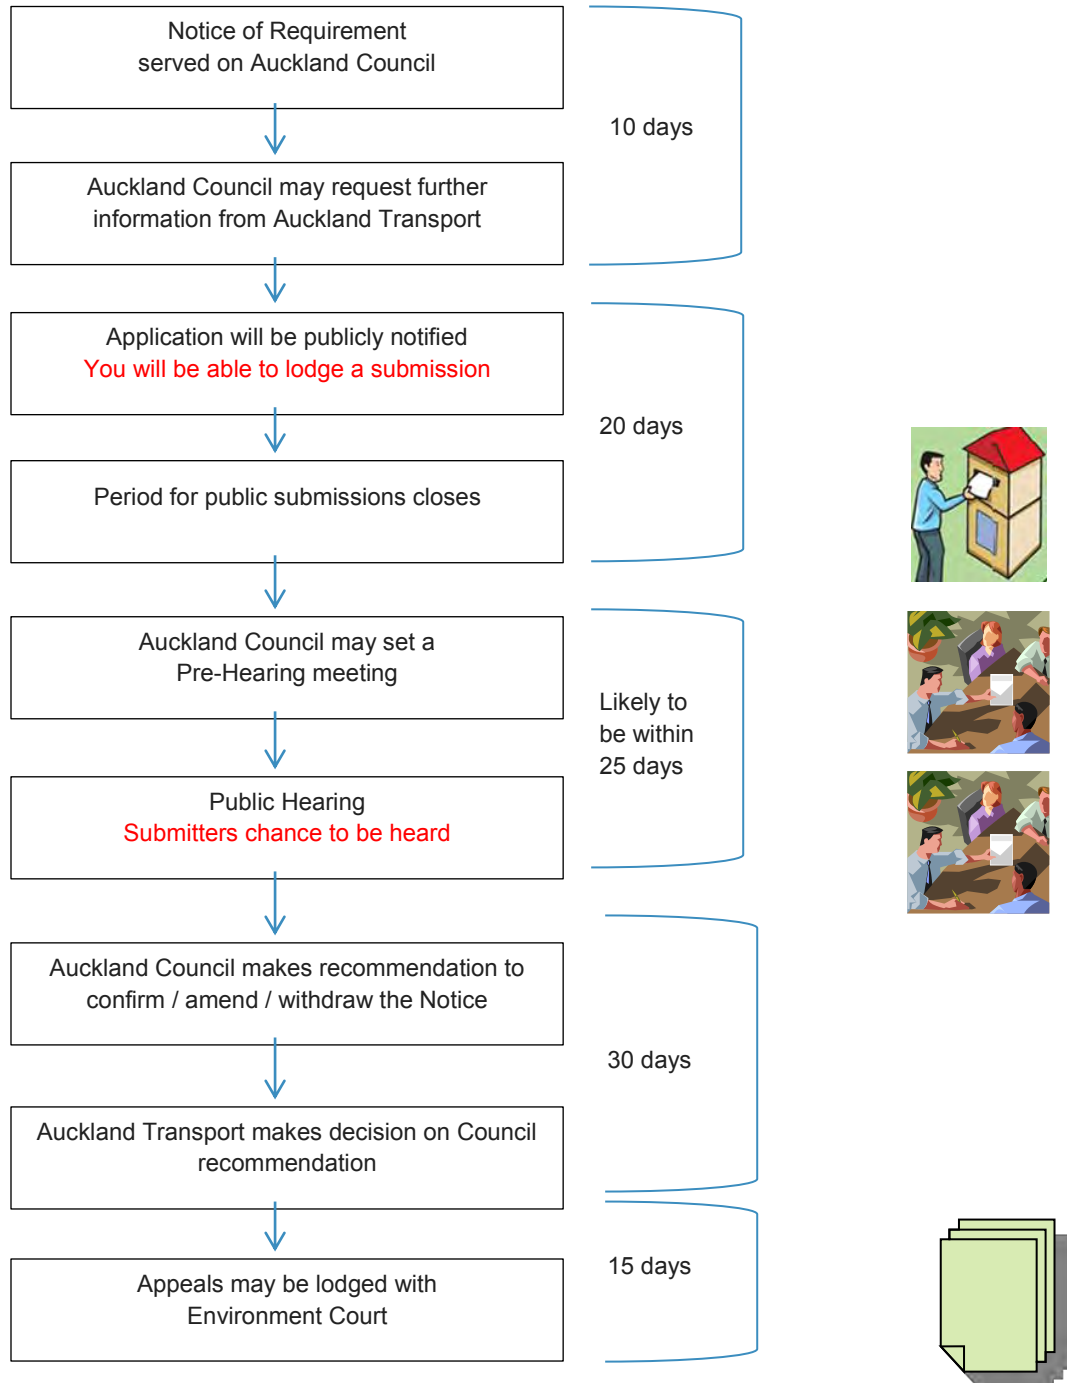 Notice of Requirement
served on Auckland Council
10 days
Auckland Council may request further
information from Auckland Transport
Application will be publicly notified
You will be able to lodge a submission
20 days
Period for public submissions closes
Auckland Council may set a
Pre-Hearing meeting
Likely to
be within
25 days
Public Hearing
Submitters chance to be heard
Auckland Council makes recommendation to
confirm / amend / withdraw the Notice
30 days
Auckland Transport makes decision on Council
recommendation
15 days
Appeals may be lodged with
Environment Court